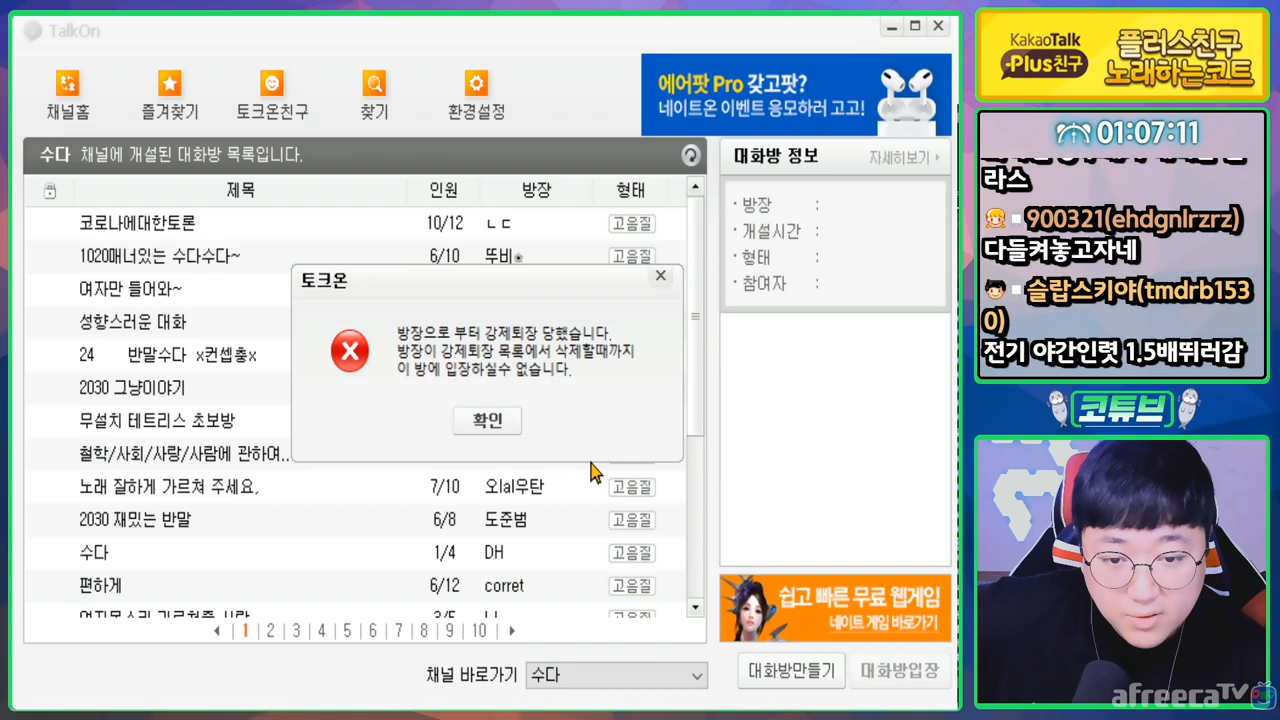 TalkOn
채널홈
즐겨찾기
토크온친구
찾기
환경설정
에어팟 Pro 갖고팟?
네이트온 이벤트 응모하러 고고!
수다 채널에 개설된 대화방 목록입니다.
제목 인원 방장 형태
코로나에대한토론 10/12 ㄴㄷ 고음질
1020매너있는 수다수다~ 6/10 뚜비 고음질
여자만 들어와~
성향스러운 대화
24 반말수다 x컨셉충x
2030 그냥이야기
무설치 테트리스 초보방
철학/사회/사랑/사람에 관하여..
노래 잘하게 가르쳐 주세요, 7/10 오lal우탄 고음질
2030 재밌는 반말 6/8 도준범 고음질
수다 1/4 DH 고음질
편하게 6/12 corret 고음질
1 2 3 4 5 6 7 8 9 10
채널 바로가기 수다
토크온
방장으로 부터 강제퇴장 당했습니다.
방장이 강제퇴장 목록에서 삭제할때까지
이 방에 입장하실수 없습니다.
확인
대화방 정보 자세히보기
· 방장 :
· 개설시간 :
· 형태 :
· 참여자 :
쉽고 빠른 무료 웹게임
네이트 게임 바로가기
대화방만들기 대화방입장
KakaoTalk
Plus친구
플러스친구
노래하는코트
01:07:11
라스
900321(ehdgnlrzrz)
다들켜놓고자네
슬랍스키야(tmdrb153
0)
전기 야간인렷 1.5배뛰러감
코튜브
afreecaTV